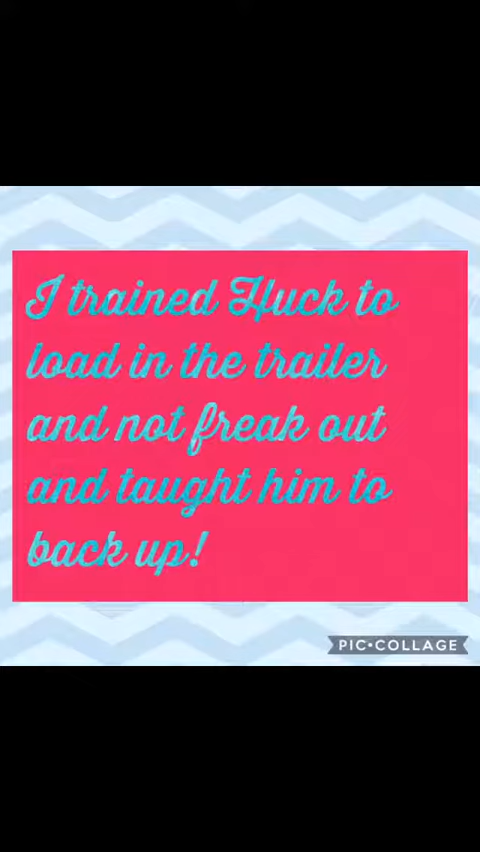 I trained Huck to
load in the trailer
and not freak out
and taught him to
back up!
PIC•COLLAGE